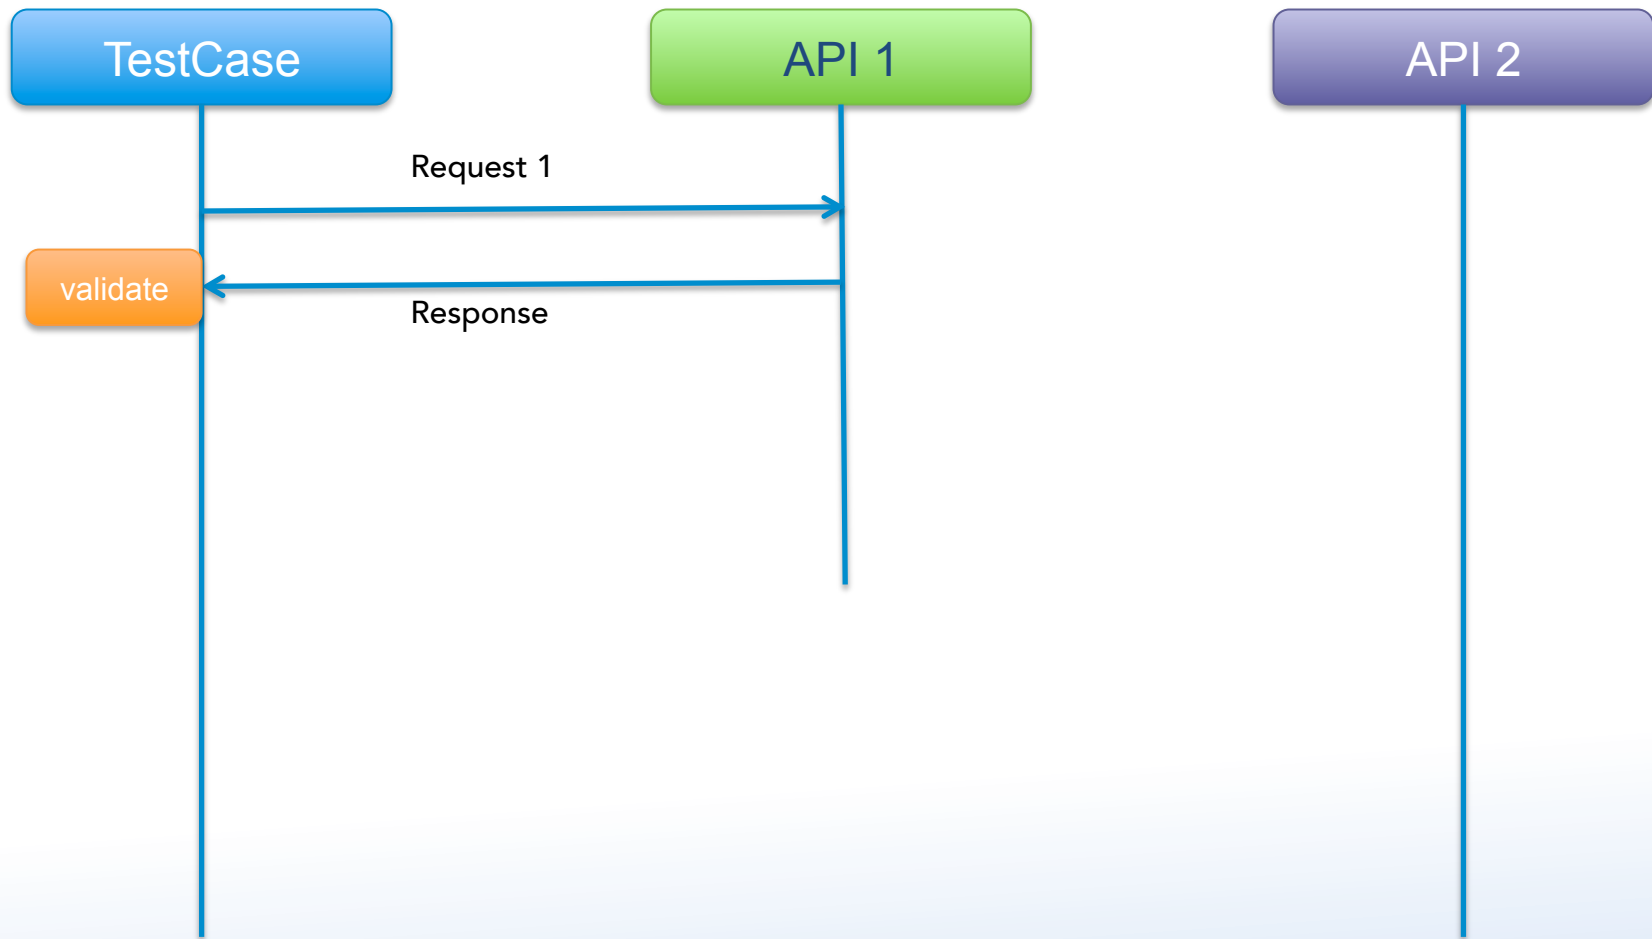 TestCase
API 1
API 2
Request 1
validate
Response